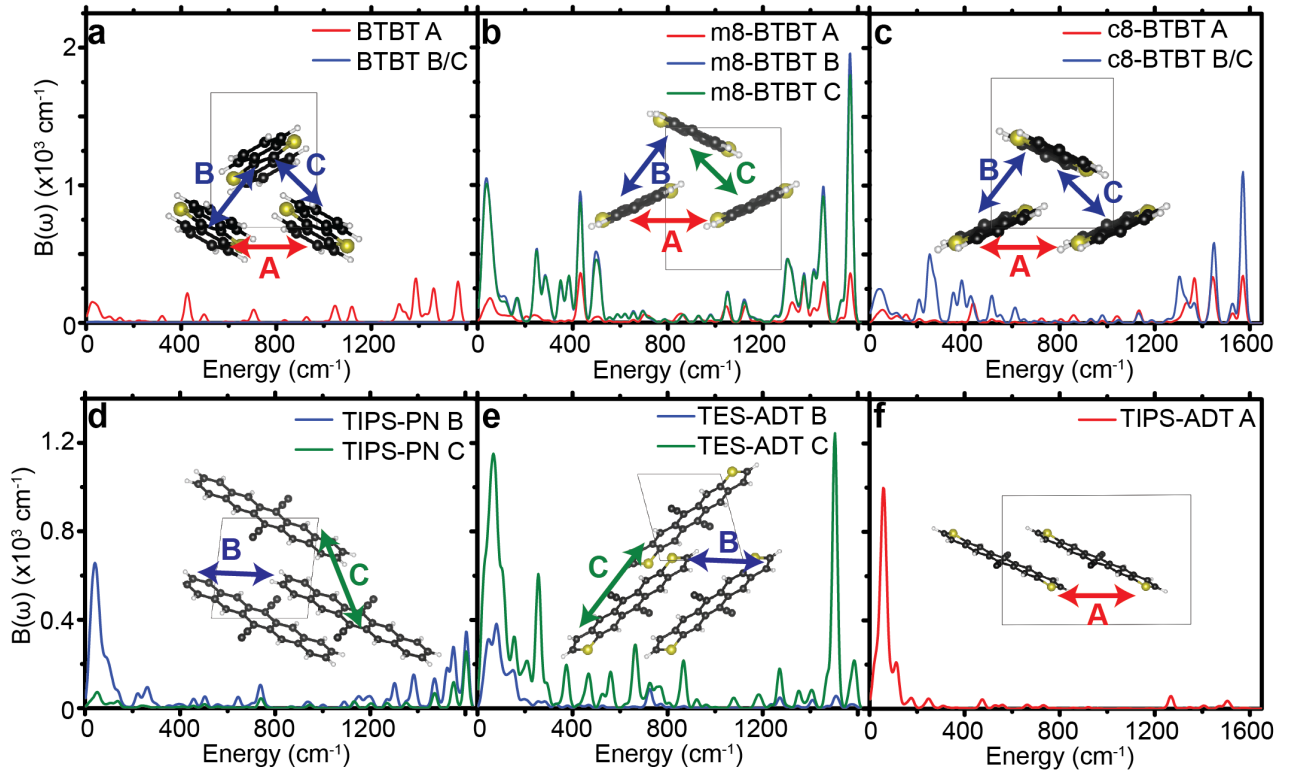 a
BTBT A
BTBT B/C
B
C
A
b
m8-BTBT A
m8-BTBT B
m8-BTBT C
B
C
A
c
c8-BTBT A
c8-BTBT B/C
B
C
A
B(ω) (x10³ cm⁻¹)
2
1
0
0 400 800 1200
0 400 800 1200
0 400 800 1200 1600
Energy (cm⁻¹)
Energy (cm⁻¹)
Energy (cm⁻¹)
d
TIPS-PN B
TIPS-PN C
B
C
e
TES-ADT B
TES-ADT C
B
C
f
TIPS-ADT A
A
B(ω) (x10³ cm⁻¹)
1.2
0.8
0.4
0
0 400 800 1200
0 400 800 1200
0 400 800 1200 1600
Energy (cm⁻¹)
Energy (cm⁻¹)
Energy (cm⁻¹)